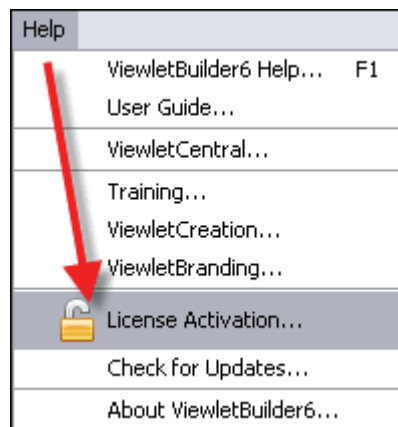 Help
ViewletBuilder6 Help... F1
User Guide...
ViewletCentral...
Training...
ViewletCreation...
ViewletBranding...
License Activation...
Check for Updates...
About ViewletBuilder6...